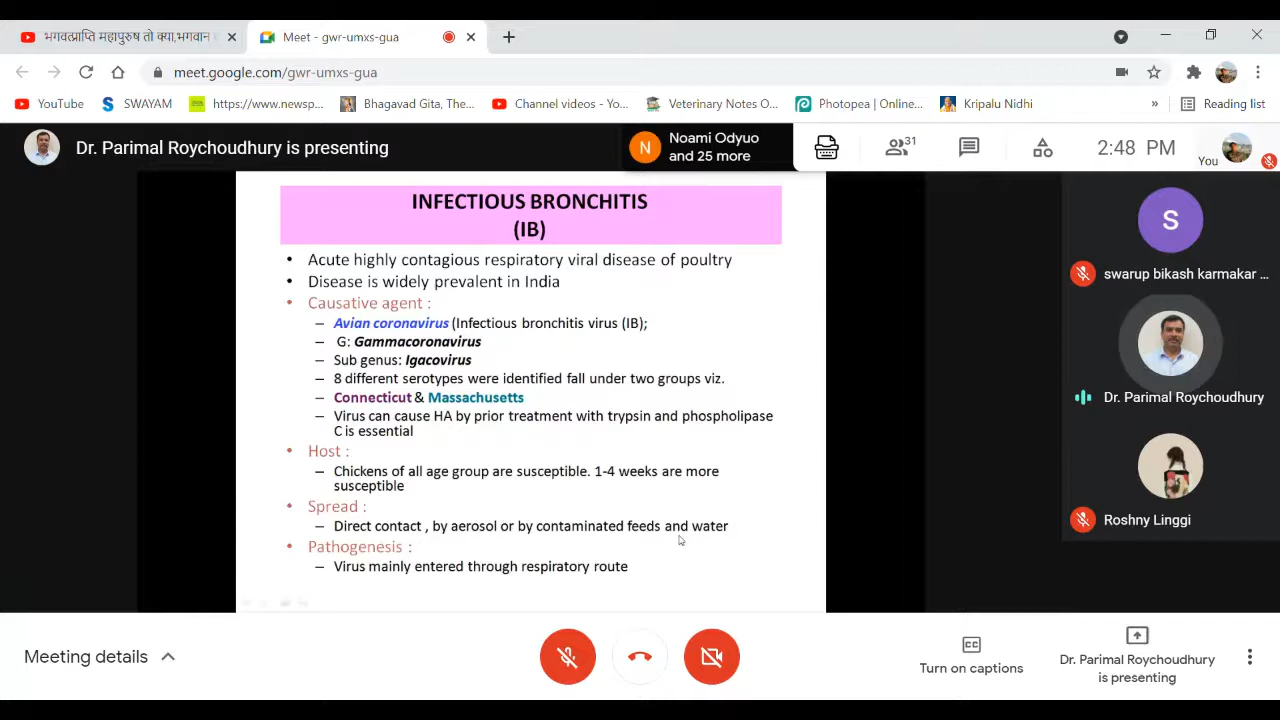 भगवत्प्राप्ति महापुरुष तो क्या,भगवान
Meet - gwr-umxs-gua
meet.google.com/gwr-umxs-gua
YouTube
SWAYAM
https://www.newsp...
Bhagavad Gita, The...
Channel videos - Yo...
Veterinary Notes O...
Photopea | Online...
Kripalu Nidhi
»
Reading list
Dr. Parimal Roychoudhury is presenting
N
Noami Odyuo
and 25 more
31
2:48 PM
You
INFECTIOUS BRONCHITIS
(IB)
• Acute highly contagious respiratory viral disease of poultry
• Disease is widely prevalent in India
• Causative agent :
– Avian coronavirus (Infectious bronchitis virus (IB);
– G: Gammacoronavirus
– Sub genus: Igacovirus
– 8 different serotypes were identified fall under two groups viz.
– Connecticut & Massachusetts
– Virus can cause HA by prior treatment with trypsin and phospholipase
C is essential
• Host :
– Chickens of all age group are susceptible. 1-4 weeks are more
susceptible
• Spread :
– Direct contact , by aerosol or by contaminated feeds and water
• Pathogenesis :
– Virus mainly entered through respiratory route
S
swarup bikash karmakar ...
Dr. Parimal Roychoudhury
Roshny Linggi
Meeting details
CC
Turn on captions
Dr. Parimal Roychoudhury
is presenting